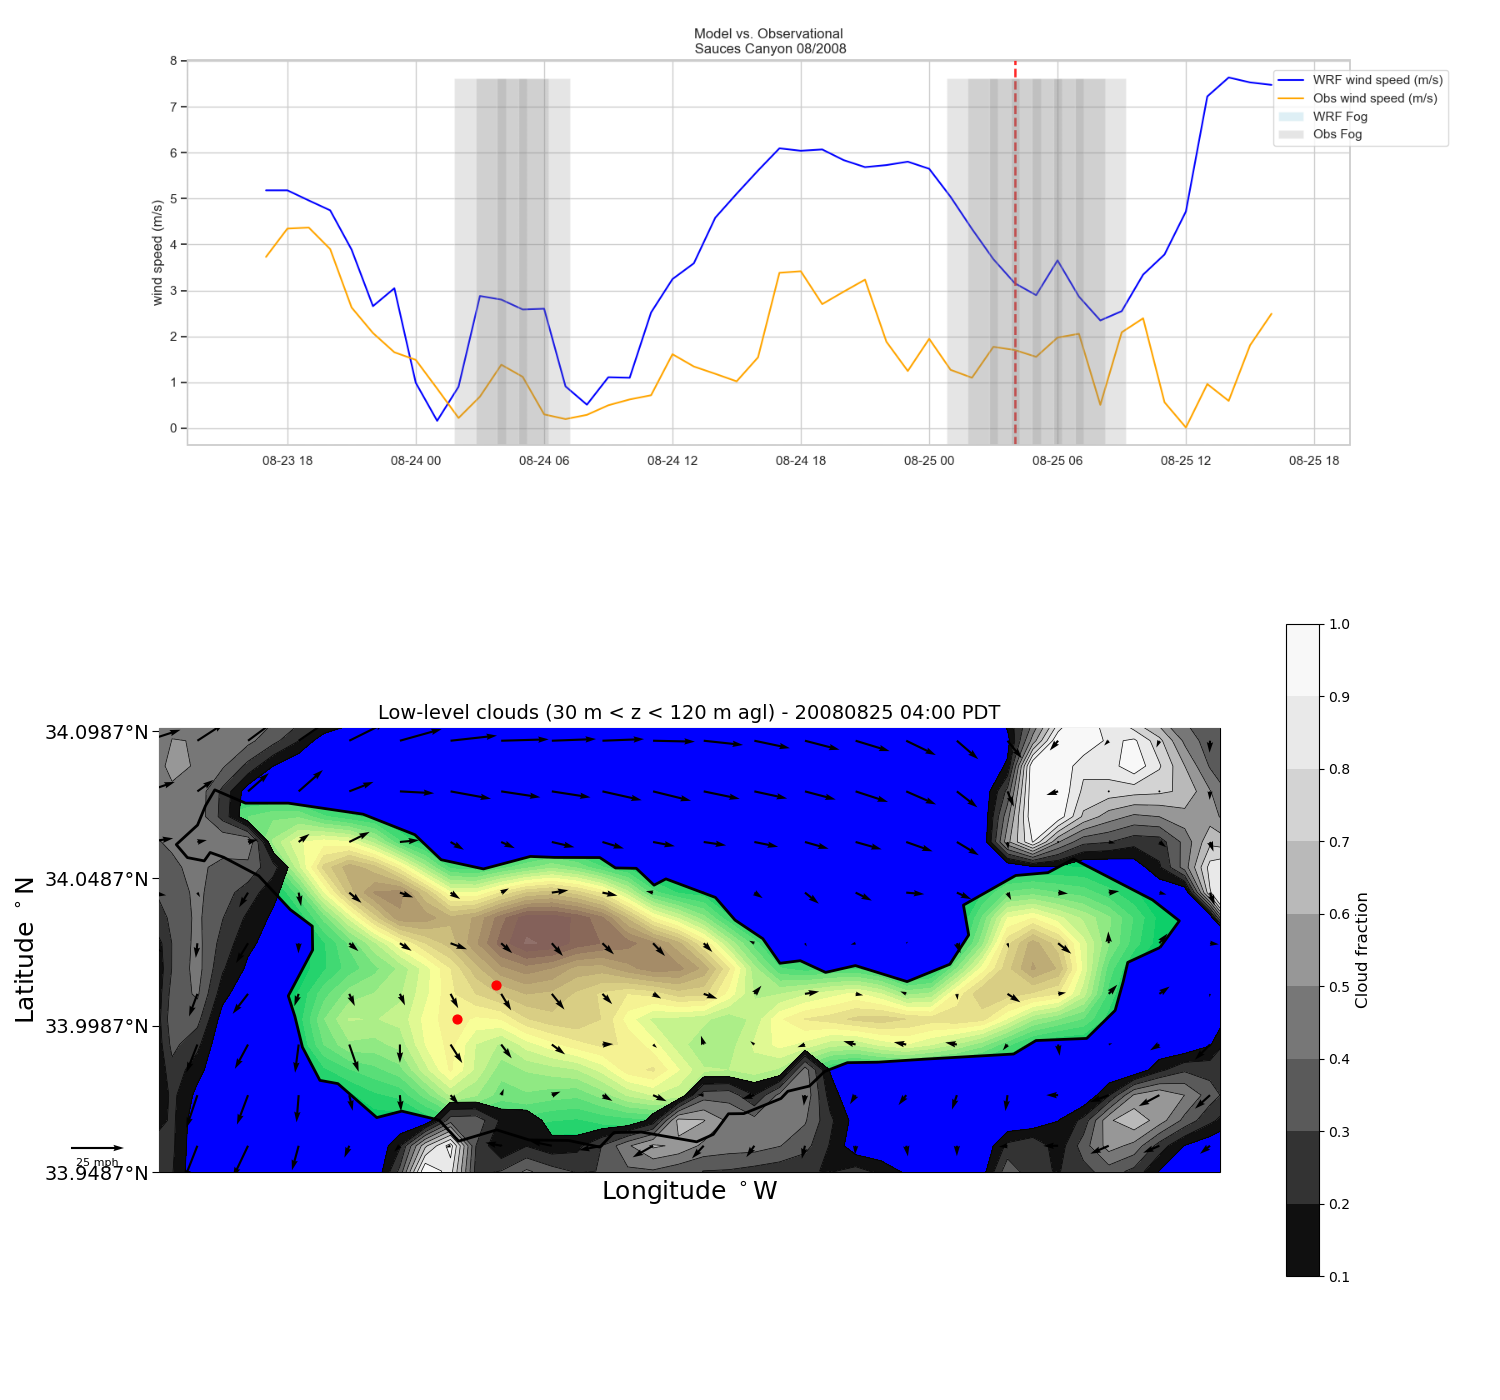 Model vs. Observational
Sauces Canyon 08/2008
8
7
6
5
4
3
2
1
0
wind speed (m/s)
WRF wind speed (m/s)
Obs wind speed (m/s)
WRF Fog
Obs Fog
08-23 18
08-24 00
08-24 06
08-24 12
08-24 18
08-25 00
08-25 06
08-25 12
08-25 18
Low-level clouds (30 m < z < 120 m agl) - 20080825 04:00 PDT
34.0987°N
34.0487°N
33.9987°N
33.9487°N
Latitude °N
25 mph
Longitude °W
1.0
0.9
0.8
0.7
0.6
0.5
0.4
0.3
0.2
0.1
Cloud fraction